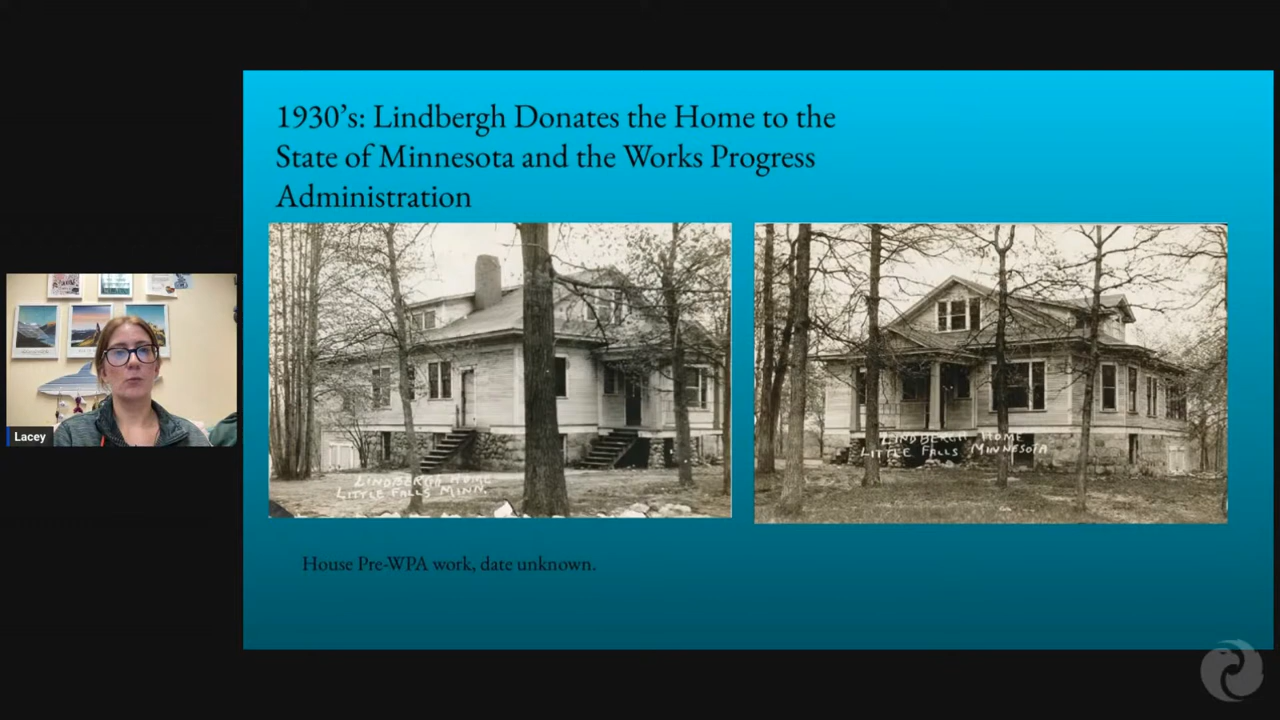 1930’s: Lindbergh Donates the Home to the
State of Minnesota and the Works Progress
Administration
LINDBERGH HOME
LITTLE FALLS MINN.
LINDBERGH HOME
LITTLE FALLS MINNESOTA
House Pre-WPA work, date unknown.
Lacey